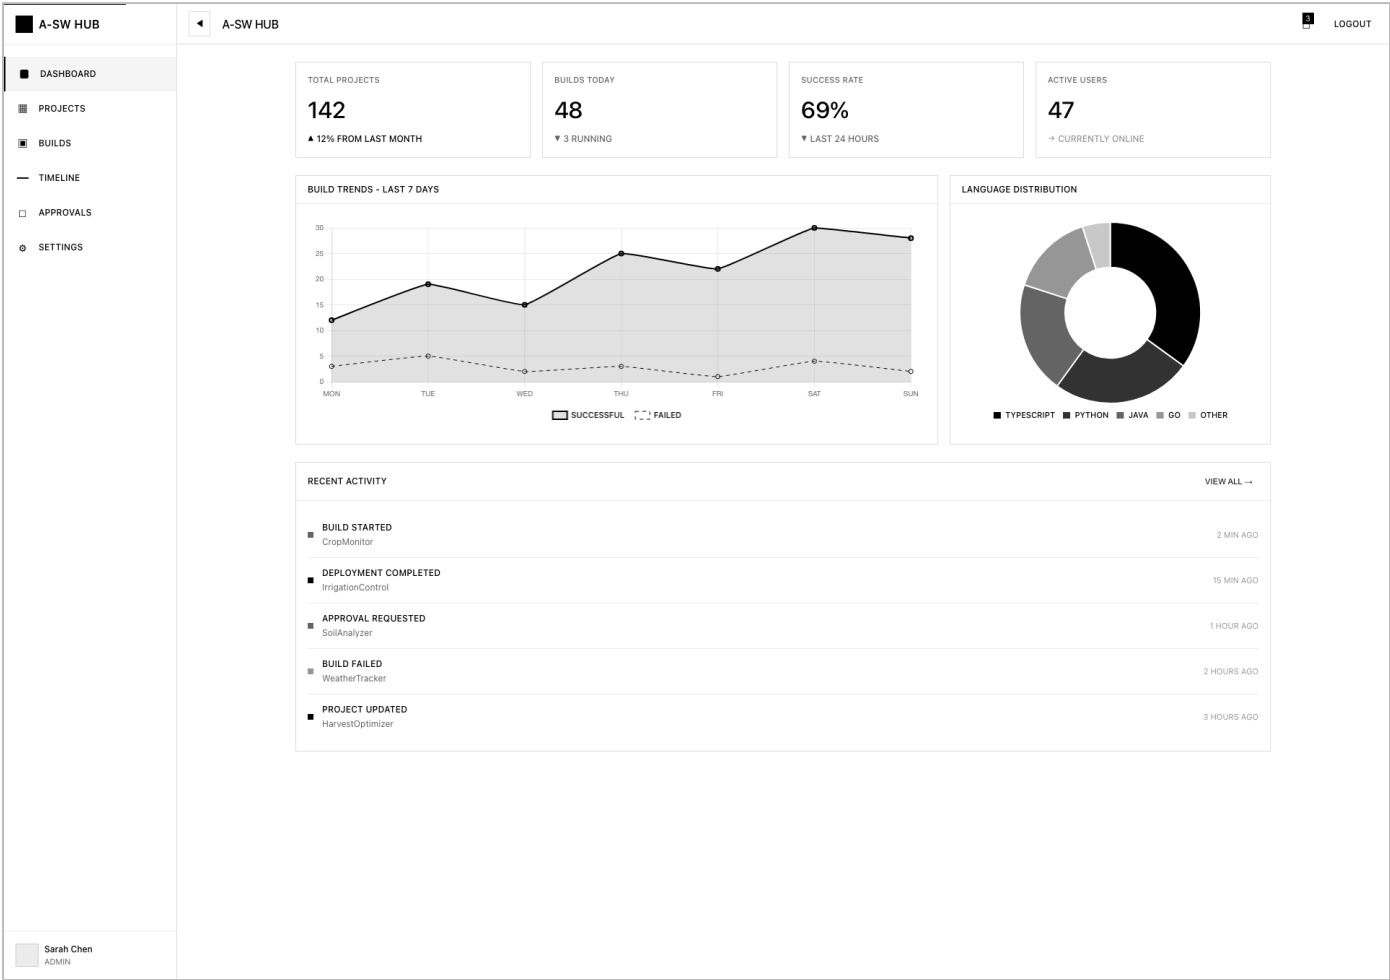 A-SW HUB
DASHBOARD
PROJECTS
BUILDS
TIMELINE
APPROVALS
SETTINGS
Sarah Chen
ADMIN
A-SW HUB
3
LOGOUT
TOTAL PROJECTS
142
▲ 12% FROM LAST MONTH
BUILDS TODAY
48
▼ 3 RUNNING
SUCCESS RATE
69%
▼ LAST 24 HOURS
ACTIVE USERS
47
→ CURRENTLY ONLINE
BUILD TRENDS - LAST 7 DAYS
30
25
20
15
10
5
0
MON TUE WED THU FRI SAT SUN
SUCCESSFUL FAILED
LANGUAGE DISTRIBUTION
TYPESCRIPT PYTHON JAVA GO OTHER
RECENT ACTIVITY VIEW ALL →
BUILD STARTED
CropMonitor
2 MIN AGO
DEPLOYMENT COMPLETED
IrrigationControl
15 MIN AGO
APPROVAL REQUESTED
SoilAnalyzer
1 HOUR AGO
BUILD FAILED
WeatherTracker
2 HOURS AGO
PROJECT UPDATED
HarvestOptimizer
3 HOURS AGO